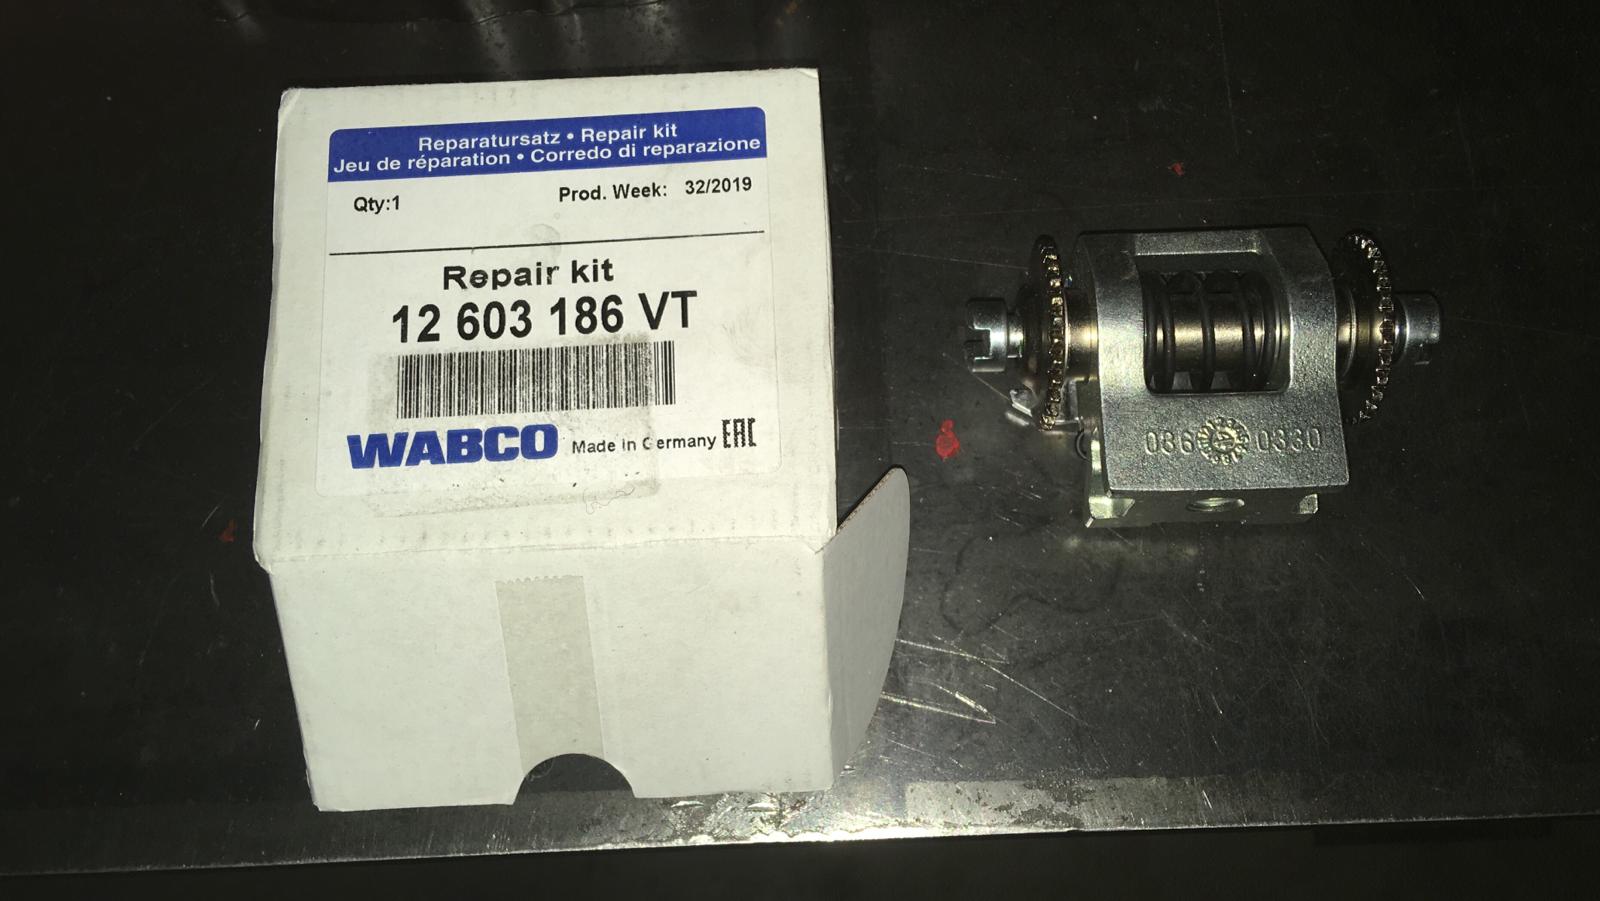 Reparatursatz • Repair kit
Jeu de réparation • Corredo di reparazione
Qty:1
Prod. Week: 32/2019
Repair kit
12 603 186 VT
WABCO
Made in Germany
EAC
036
0330